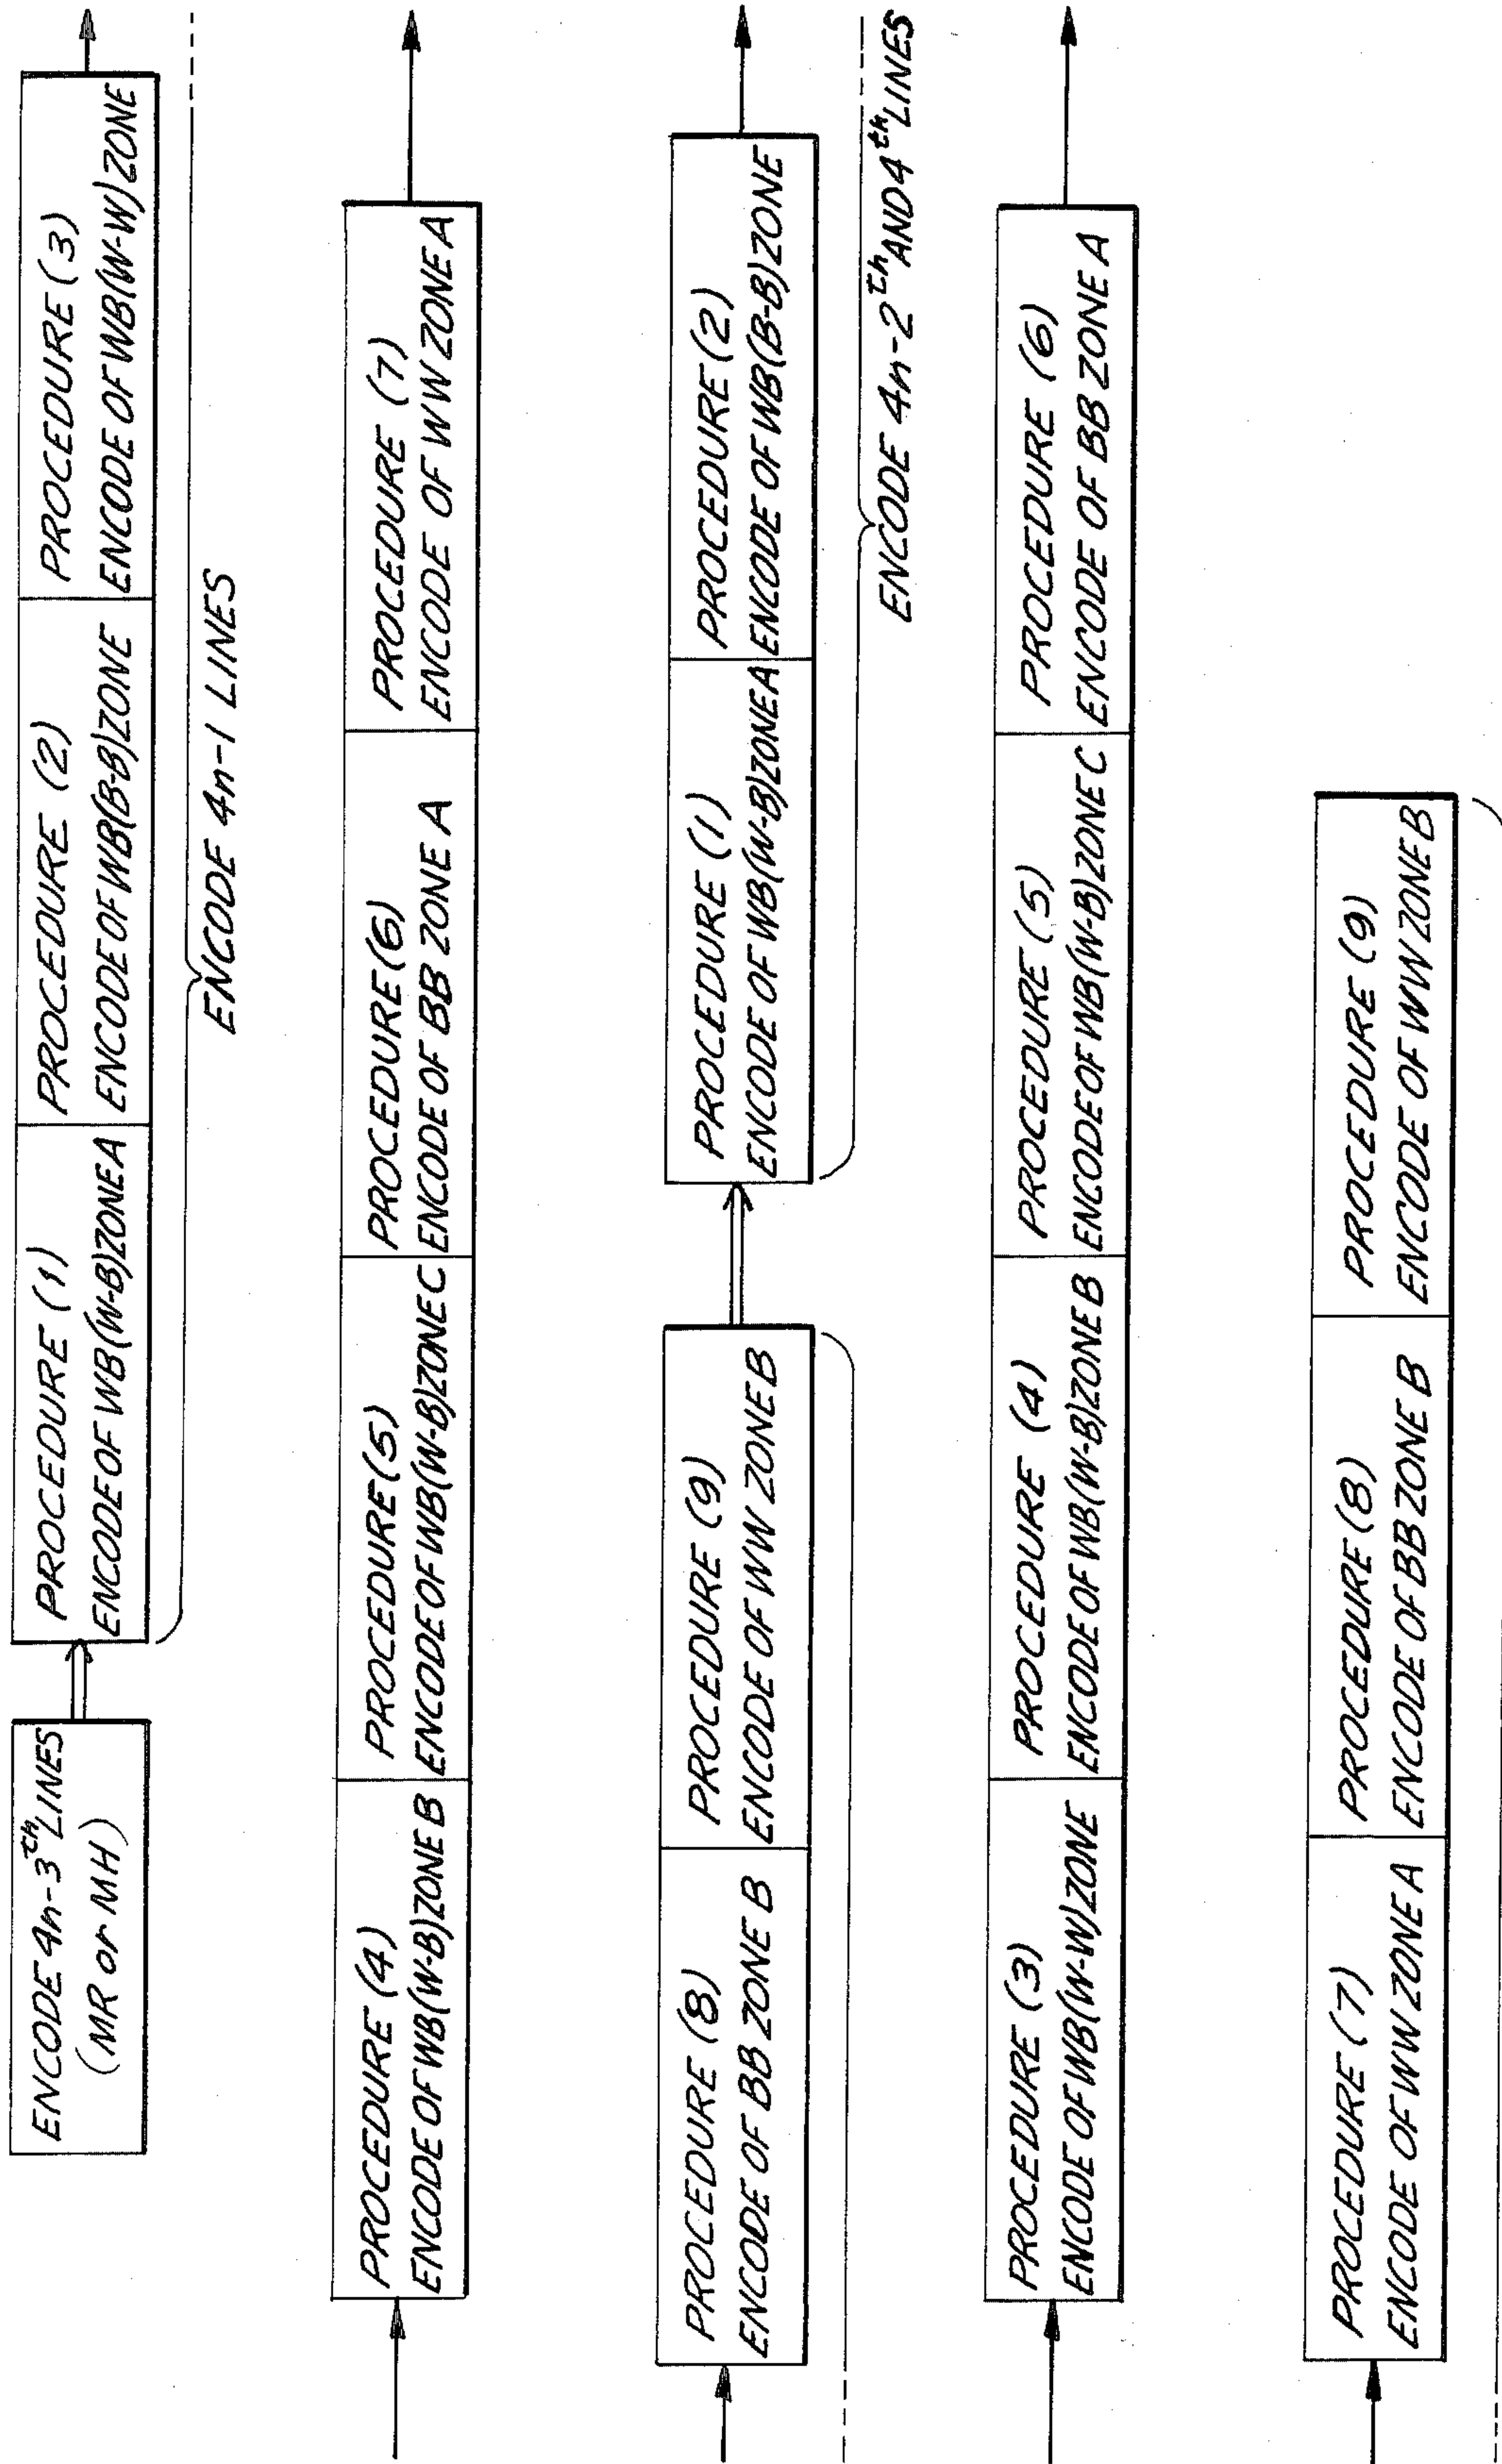 ENCODE 4n-3th LINES
(MR or MH)
PROCEDURE (1)
ENCODE OF WB(W-B)ZONE A
PROCEDURE (2)
ENCODE OF WB(B-B)ZONE
PROCEDURE (3)
ENCODE OF WB(W-W)ZONE
ENCODE 4n-1 LINES
PROCEDURE (4)
ENCODE OF WB(W-B)ZONE B
PROCEDURE (5)
ENCODE OF WB(W-B)ZONE C
PROCEDURE (6)
ENCODE OF BB ZONE A
PROCEDURE (7)
ENCODE OF WW ZONE A
PROCEDURE (8)
ENCODE OF BB ZONE B
PROCEDURE (9)
ENCODE OF WW ZONE B
PROCEDURE (1)
ENCODE OF WB(W-B)ZONE A
PROCEDURE (2)
ENCODE OF WB(B-B)ZONE
ENCODE 4n-2th AND 4th LINES
PROCEDURE (3)
ENCODE OF WB(W-W)ZONE
PROCEDURE (4)
ENCODE OF WB(W-B)ZONE B
PROCEDURE (5)
ENCODE OF WB(W-B)ZONE C
PROCEDURE (6)
ENCODE OF BB ZONE A
PROCEDURE (7)
ENCODE OF WW ZONE A
PROCEDURE (8)
ENCODE OF BB ZONE B
PROCEDURE (9)
ENCODE OF WW ZONE B